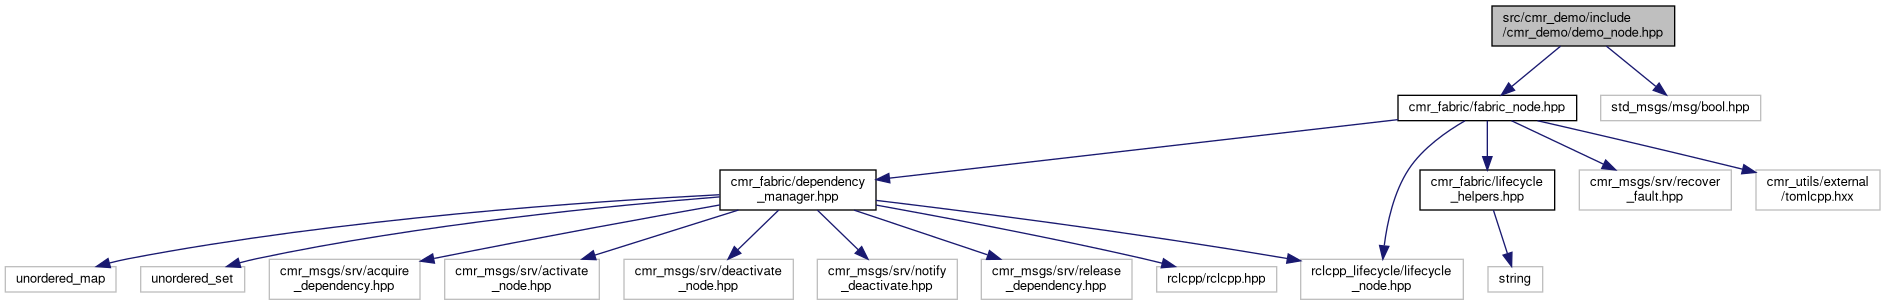 src/cmr_demo/include
/cmr_demo/demo_node.hpp
cmr_fabric/fabric_node.hpp
std_msgs/msg/bool.hpp
cmr_fabric/dependency
_manager.hpp
cmr_fabric/lifecycle
_helpers.hpp
cmr_msgs/srv/recover
_fault.hpp
cmr_utils/external
/tomlcpp.hxx
unordered_map
unordered_set
cmr_msgs/srv/acquire
_dependency.hpp
cmr_msgs/srv/activate
_node.hpp
cmr_msgs/srv/deactivate
_node.hpp
cmr_msgs/srv/notify
_deactivate.hpp
cmr_msgs/srv/release
_dependency.hpp
rclcpp/rclcpp.hpp
rclcpp_lifecycle/lifecycle
_node.hpp
string